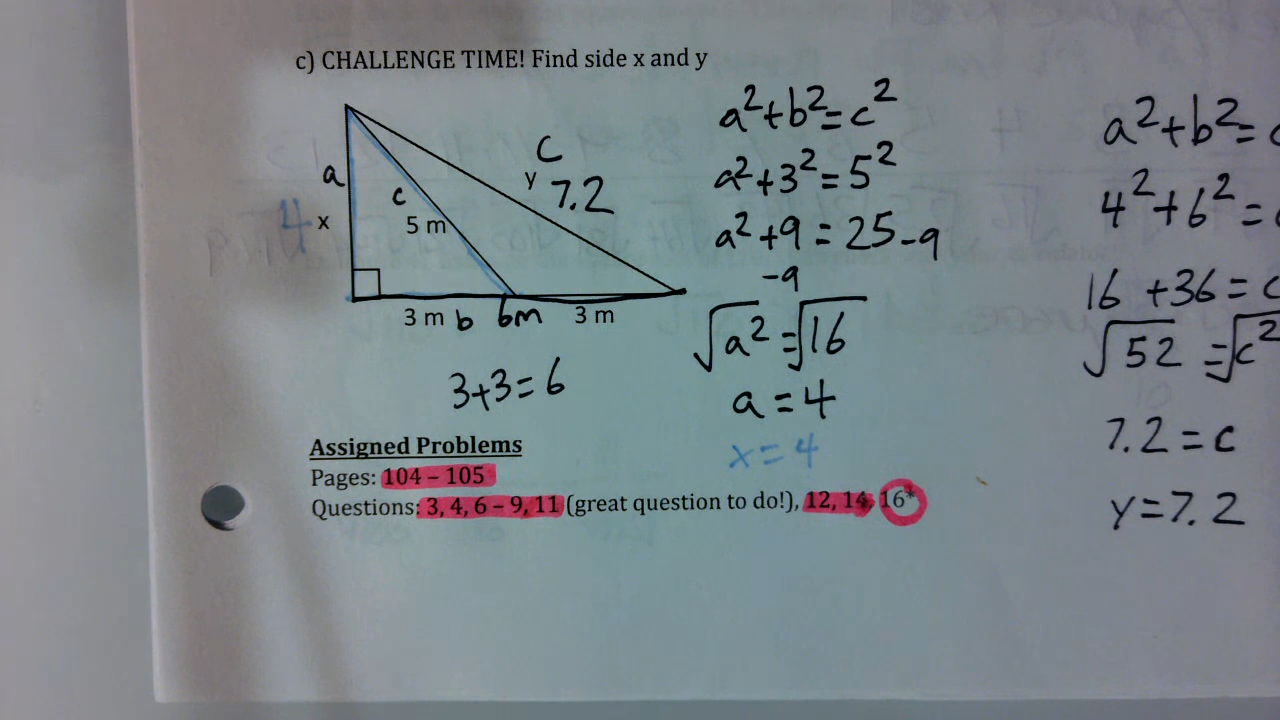 c) CHALLENGE TIME! Find side x and y
a
c
C
y
7.2
4
x
5 m
3 m
b
6m
3 m
3+3=6
a²+b²=c²
a²+3²=5²
a²+9=25-9
-9
√a²=√16
a=4
x=4
a²+b²=
4²+6²=
16+36=c
√52=√c²
7.2=c
y=7.2
Assigned Problems
Pages: 104 – 105
Questions: 3, 4, 6 – 9, 11 (great question to do!), 12, 14, 16*